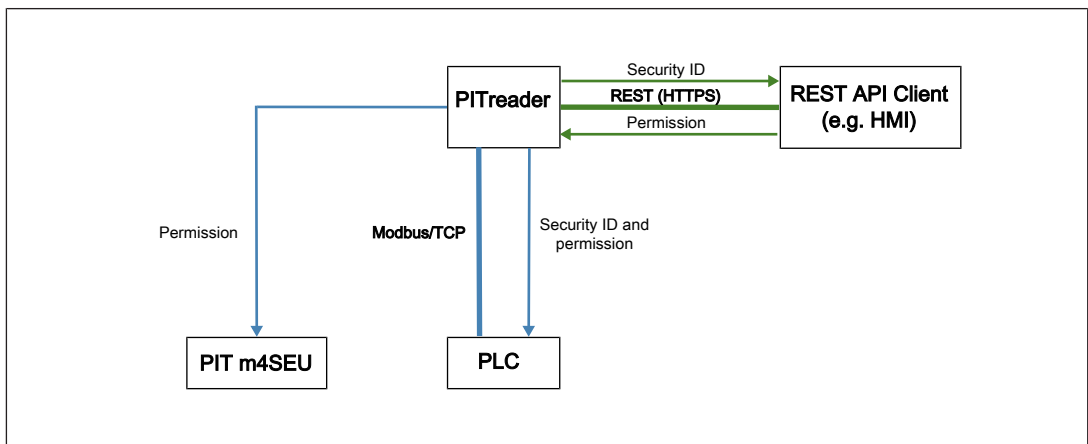 Security ID
PITreader
REST (HTTPS)
REST API Client
(e.g. HMI)
Permission
Permission
Modbus/TCP
Security ID and
permission
PIT m4SEU
PLC